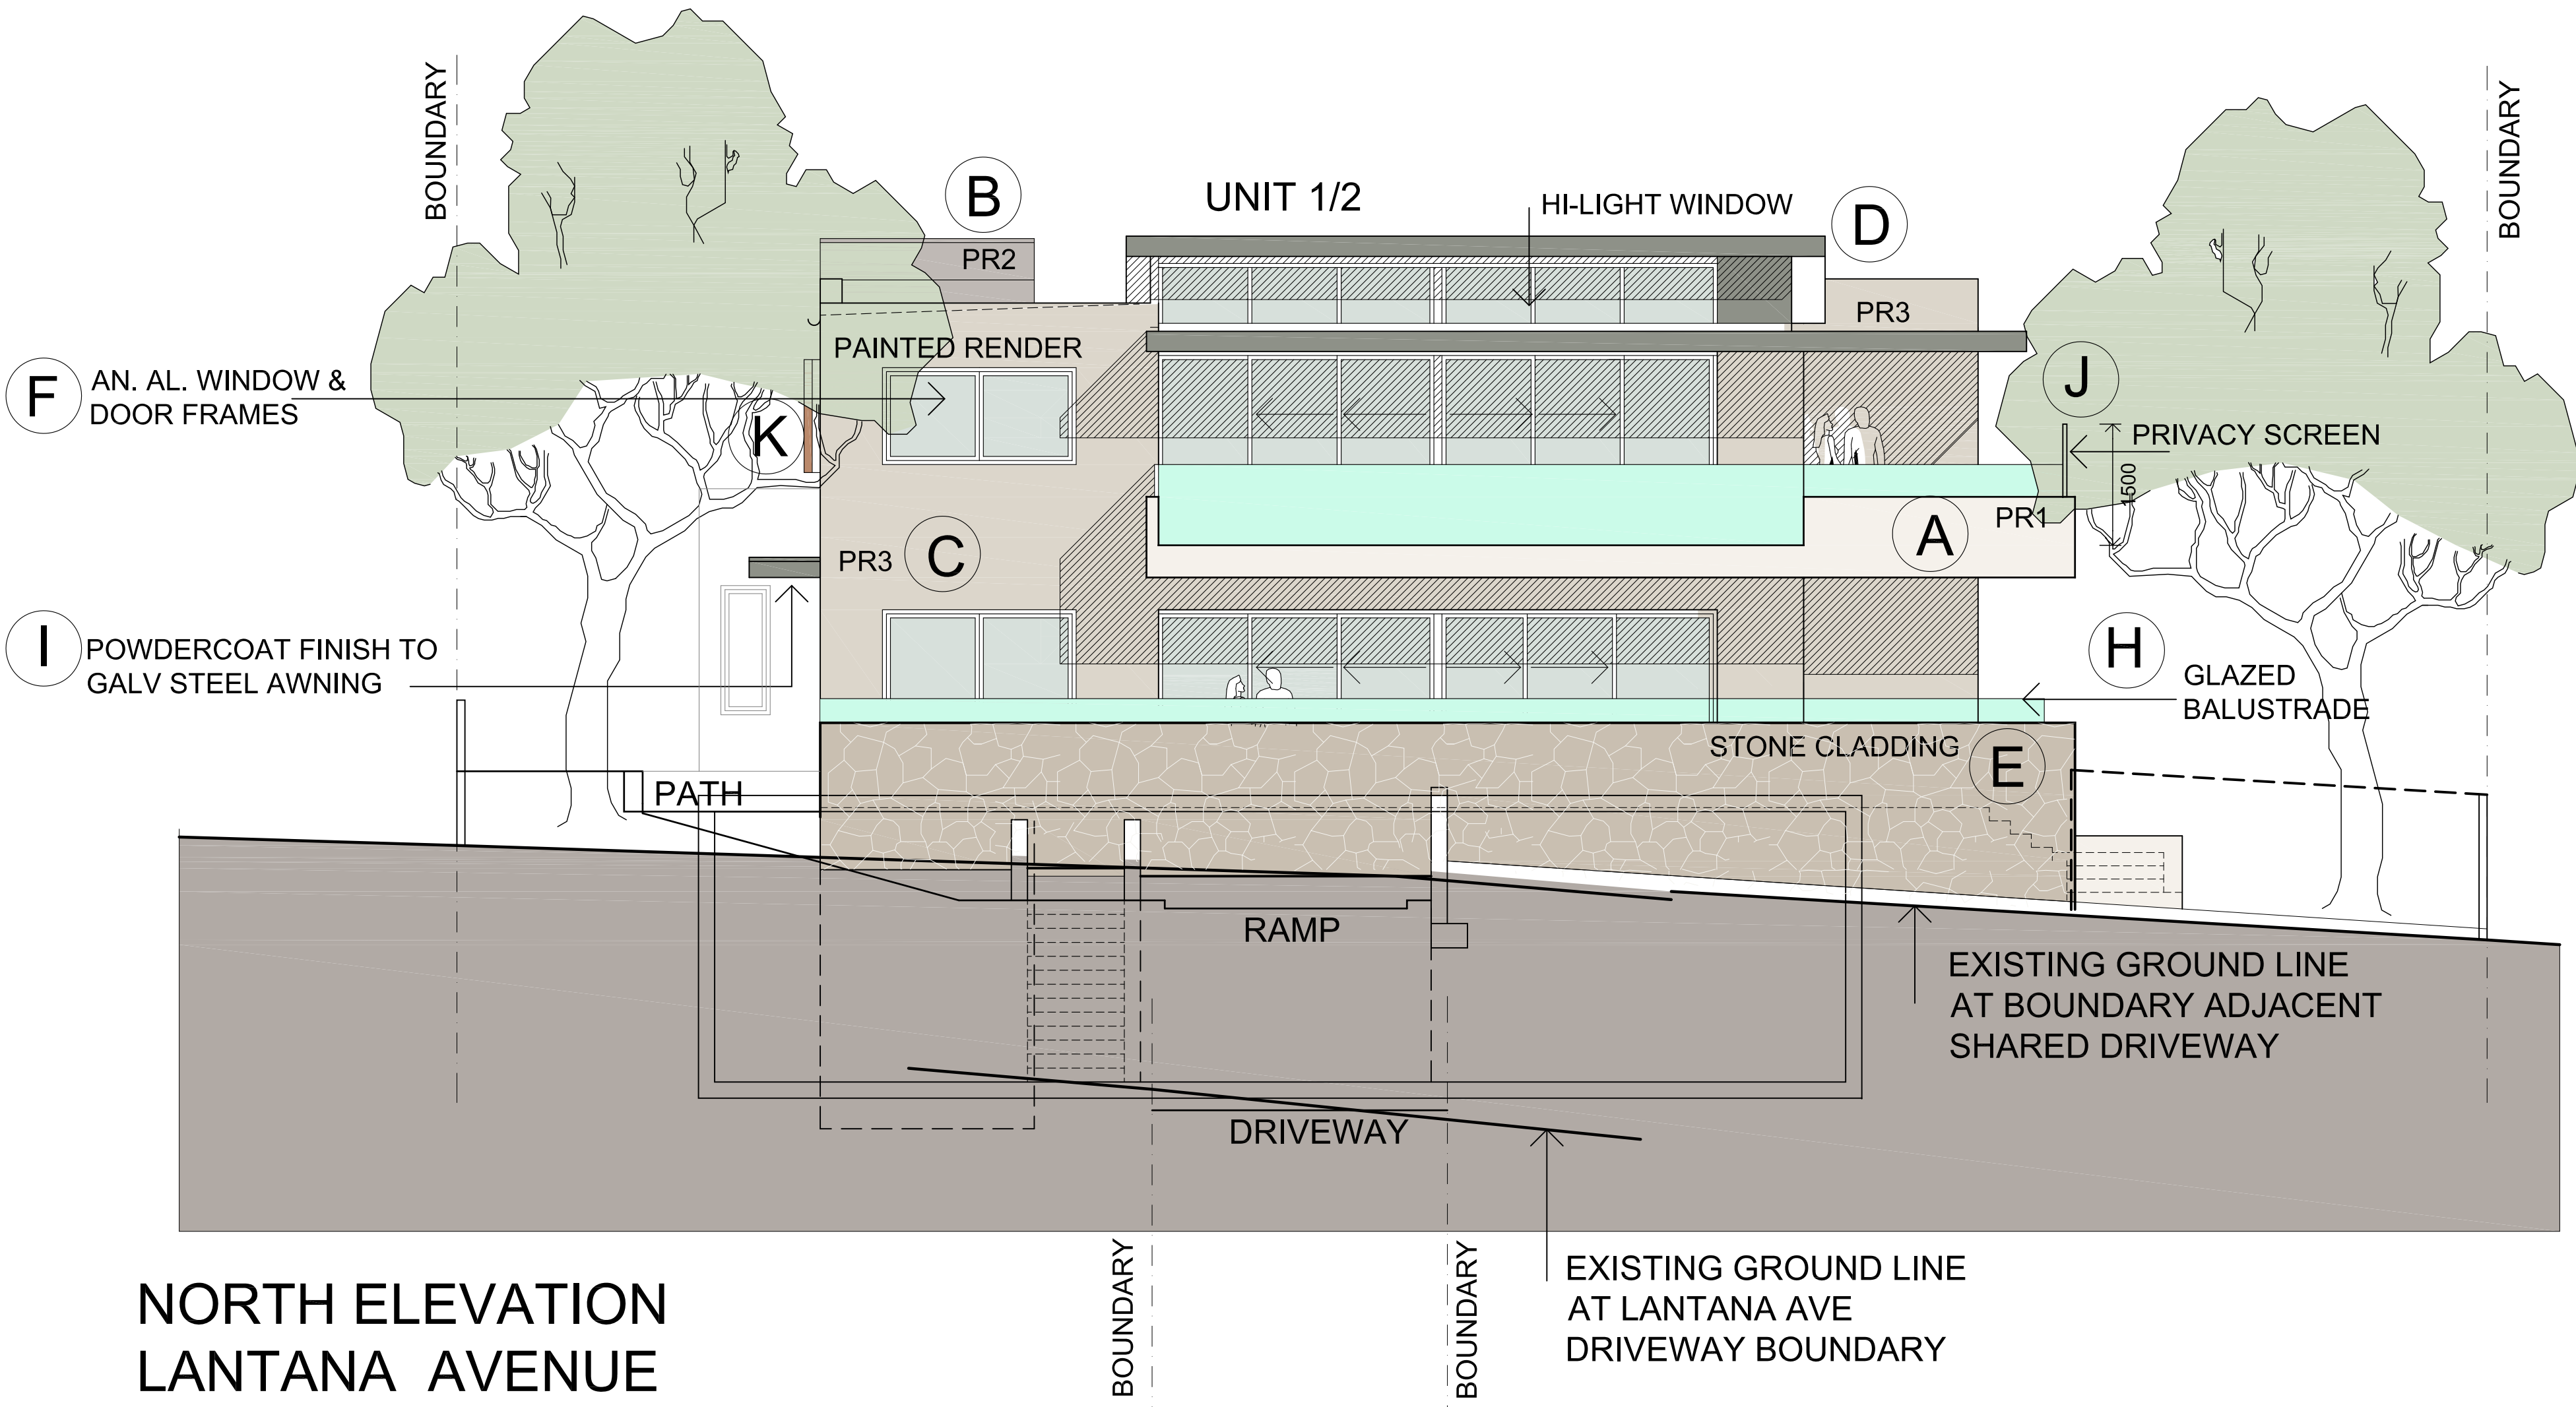 BOUNDARY
BOUNDARY
B
UNIT 1/2
HI-LIGHT WINDOW
D
PR2
PR3
PAINTED RENDER
F
AN. AL. WINDOW &
DOOR FRAMES
K
J
PRIVACY SCREEN
1500
A
PR1
PR3
C
I
POWDERCOAT FINISH TO
GALV STEEL AWNING
H
GLAZED
BALUSTRADE
STONE CLADDING
E
PATH
RAMP
EXISTING GROUND LINE
AT BOUNDARY ADJACENT
SHARED DRIVEWAY
DRIVEWAY
BOUNDARY
BOUNDARY
EXISTING GROUND LINE
AT LANTANA AVE
DRIVEWAY BOUNDARY
NORTH ELEVATION
LANTANA AVENUE